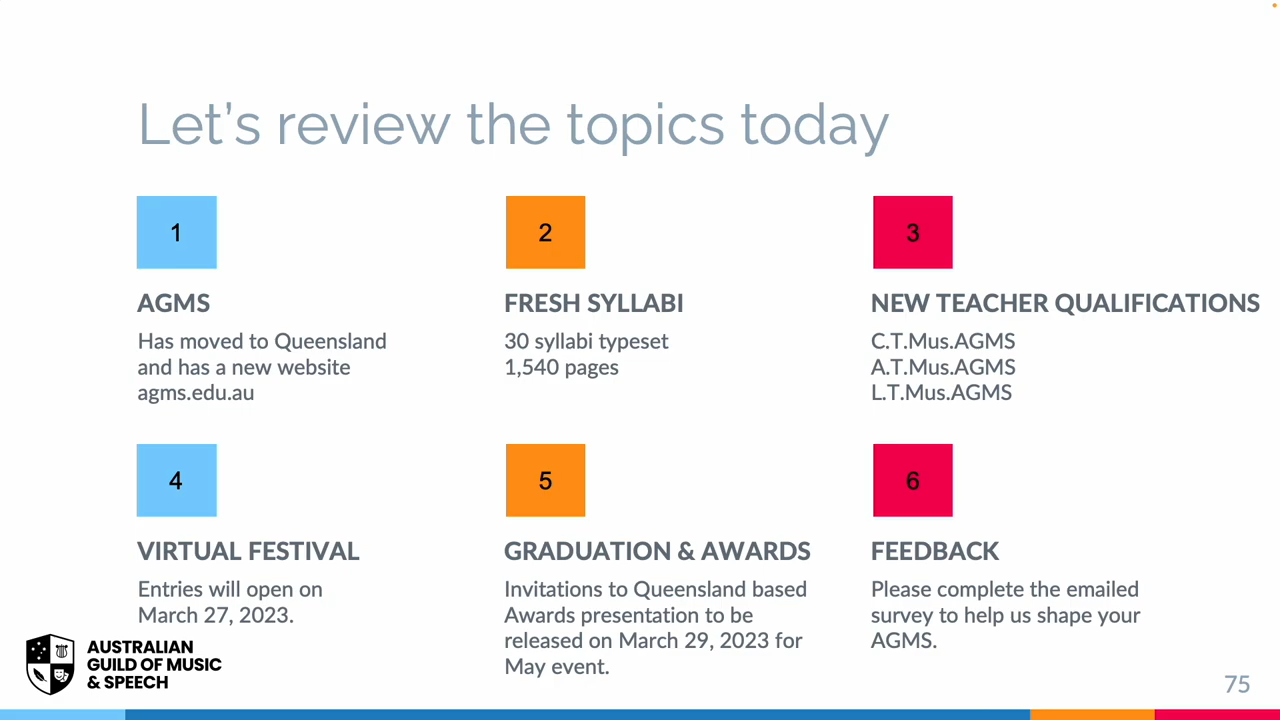 Let's review the topics today
1
AGMS
Has moved to Queensland
and has a new website
agms.edu.au
2
FRESH SYLLABI
30 syllabi typeset
1,540 pages
3
NEW TEACHER QUALIFICATIONS
C.T.Mus.AGMS
A.T.Mus.AGMS
L.T.Mus.AGMS
4
VIRTUAL FESTIVAL
Entries will open on
March 27, 2023.
5
GRADUATION & AWARDS
Invitations to Queensland based
Awards presentation to be
released on March 29, 2023 for
May event.
6
FEEDBACK
Please complete the emailed
survey to help us shape your
AGMS.
AUSTRALIAN
GUILD OF MUSIC
& SPEECH
75